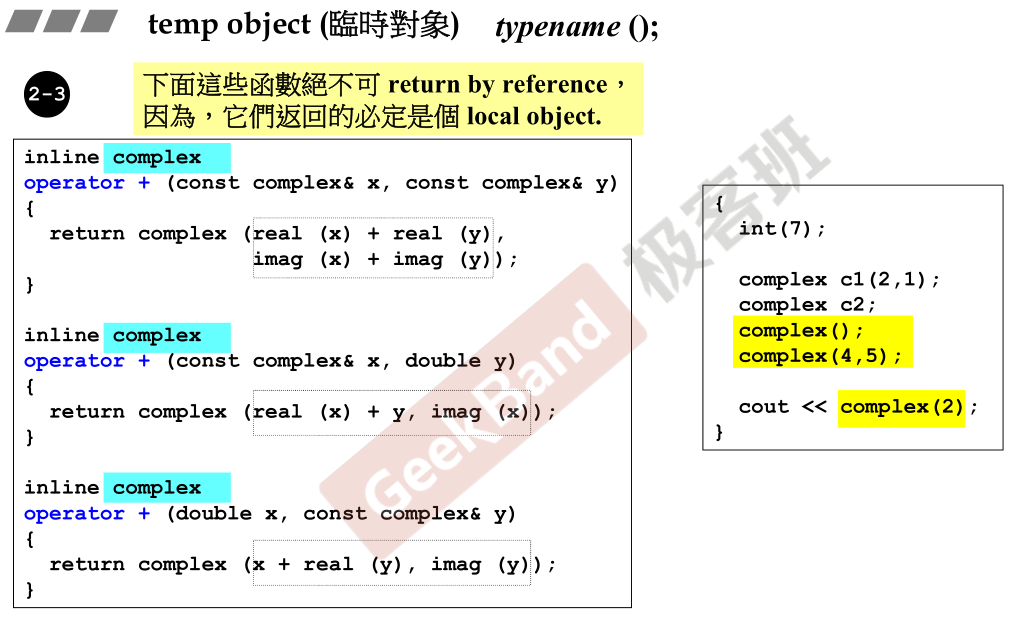 temp object (臨時對象) typename ();
2-3
下面這些函數絕不可 return by reference，
因為，它們返回的必定是個 local object.
inline complex
operator + (const complex& x, const complex& y)
{
  return complex (real (x) + real (y),
                  imag (x) + imag (y));
}
inline complex
operator + (const complex& x, double y)
{
  return complex (real (x) + y, imag (x));
}
inline complex
operator + (double x, const complex& y)
{
  return complex (x + real (y), imag (y));
}
{
  int(7);
  complex c1(2,1);
  complex c2;
  complex();
  complex(4,5);
  cout << complex(2);
}
GeekBand 极客班